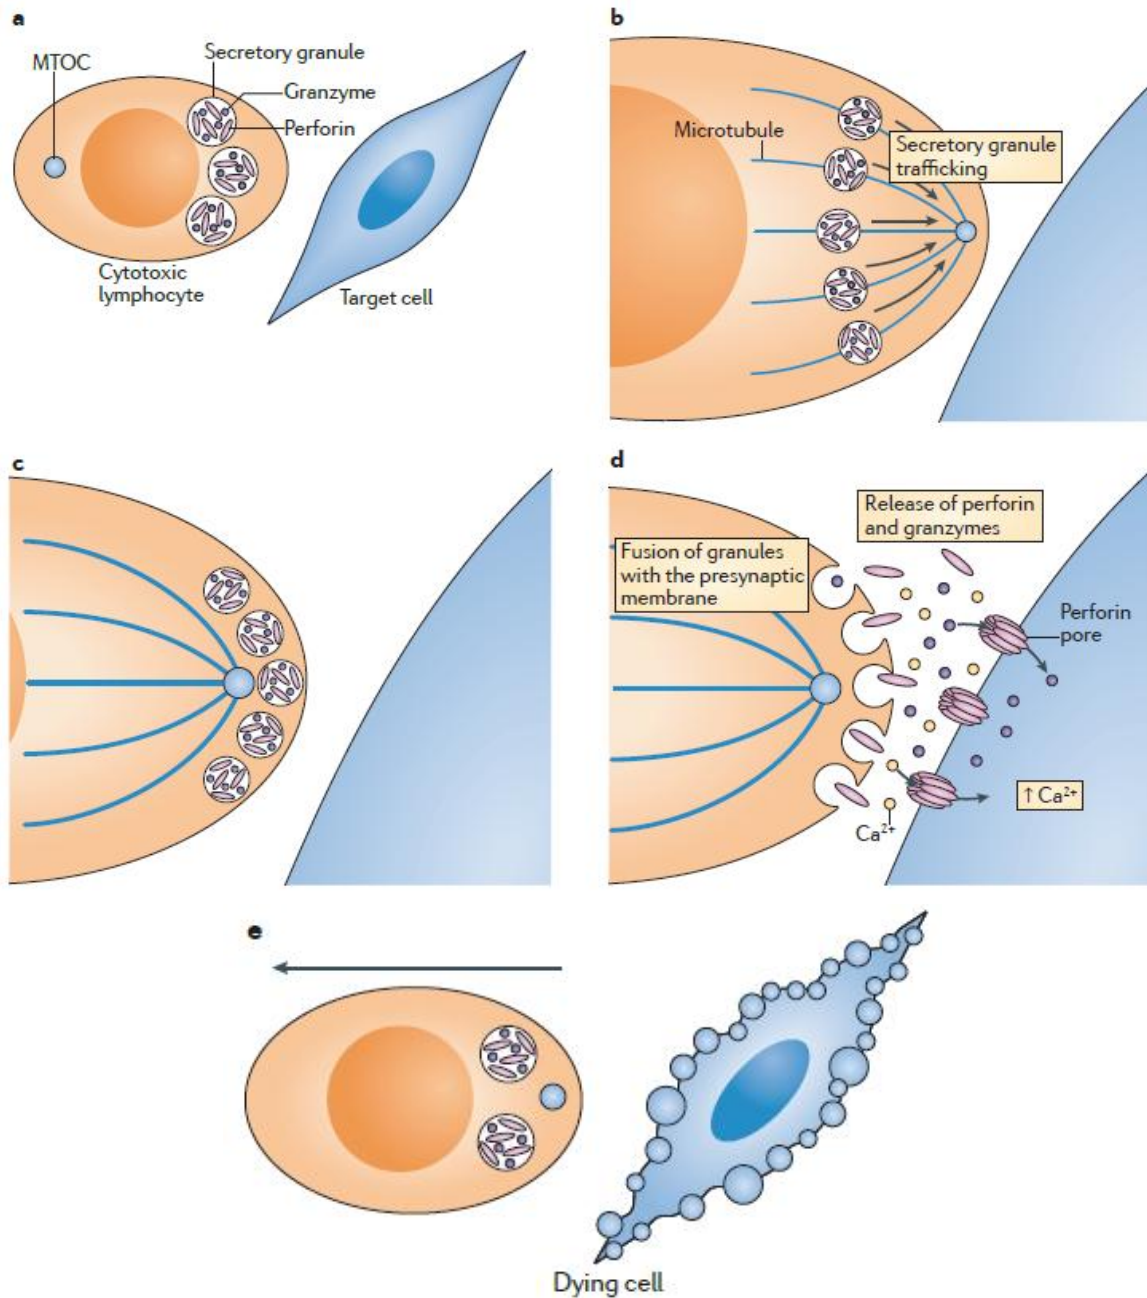 a
MTOC
Secretory granule
Granzyme
Perforin
Cytotoxic
lymphocyte
Target cell
b
Microtubule
Secretory granule
trafficking
c
d
Fusion of granules
with the presynaptic
membrane
Release of perforin
and granzymes
Perforin
pore
Ca²⁺
↑ Ca²⁺
e
Dying cell